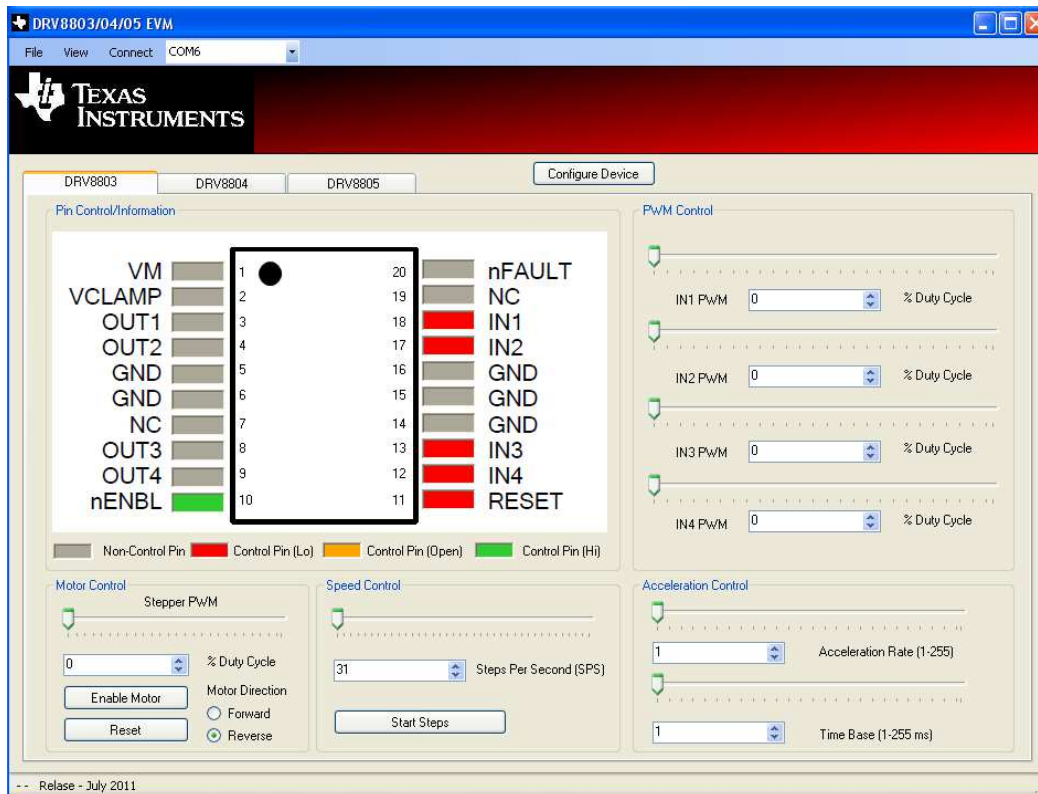 DRV8803/04/05 EVM
File View Connect COM6
TEXAS
INSTRUMENTS
DRV8803 DRV8804 DRV8805 Configure Device
Pin Control/Information
VM 1 20 nFAULT
VCLAMP 2 19 NC
OUT1 3 18 IN1
OUT2 4 17 IN2
GND 5 16 GND
GND 6 15 GND
NC 7 14 GND
OUT3 8 13 IN3
OUT4 9 12 IN4
nENBL 10 11 RESET
Non-Control Pin Control Pin (Lo) Control Pin (Open) Control Pin (Hi)
PWM Control
IN1 PWM 0 % Duty Cycle
IN2 PWM 0 % Duty Cycle
IN3 PWM 0 % Duty Cycle
IN4 PWM 0 % Duty Cycle
Motor Control
Stepper PWM
0 % Duty Cycle
Enable Motor
Reset
Motor Direction
Forward
Reverse
Speed Control
31 Steps Per Second (SPS)
Start Steps
Acceleration Control
1 Acceleration Rate (1-255)
1 Time Base (1-255 ms)
-- Relase - July 2011